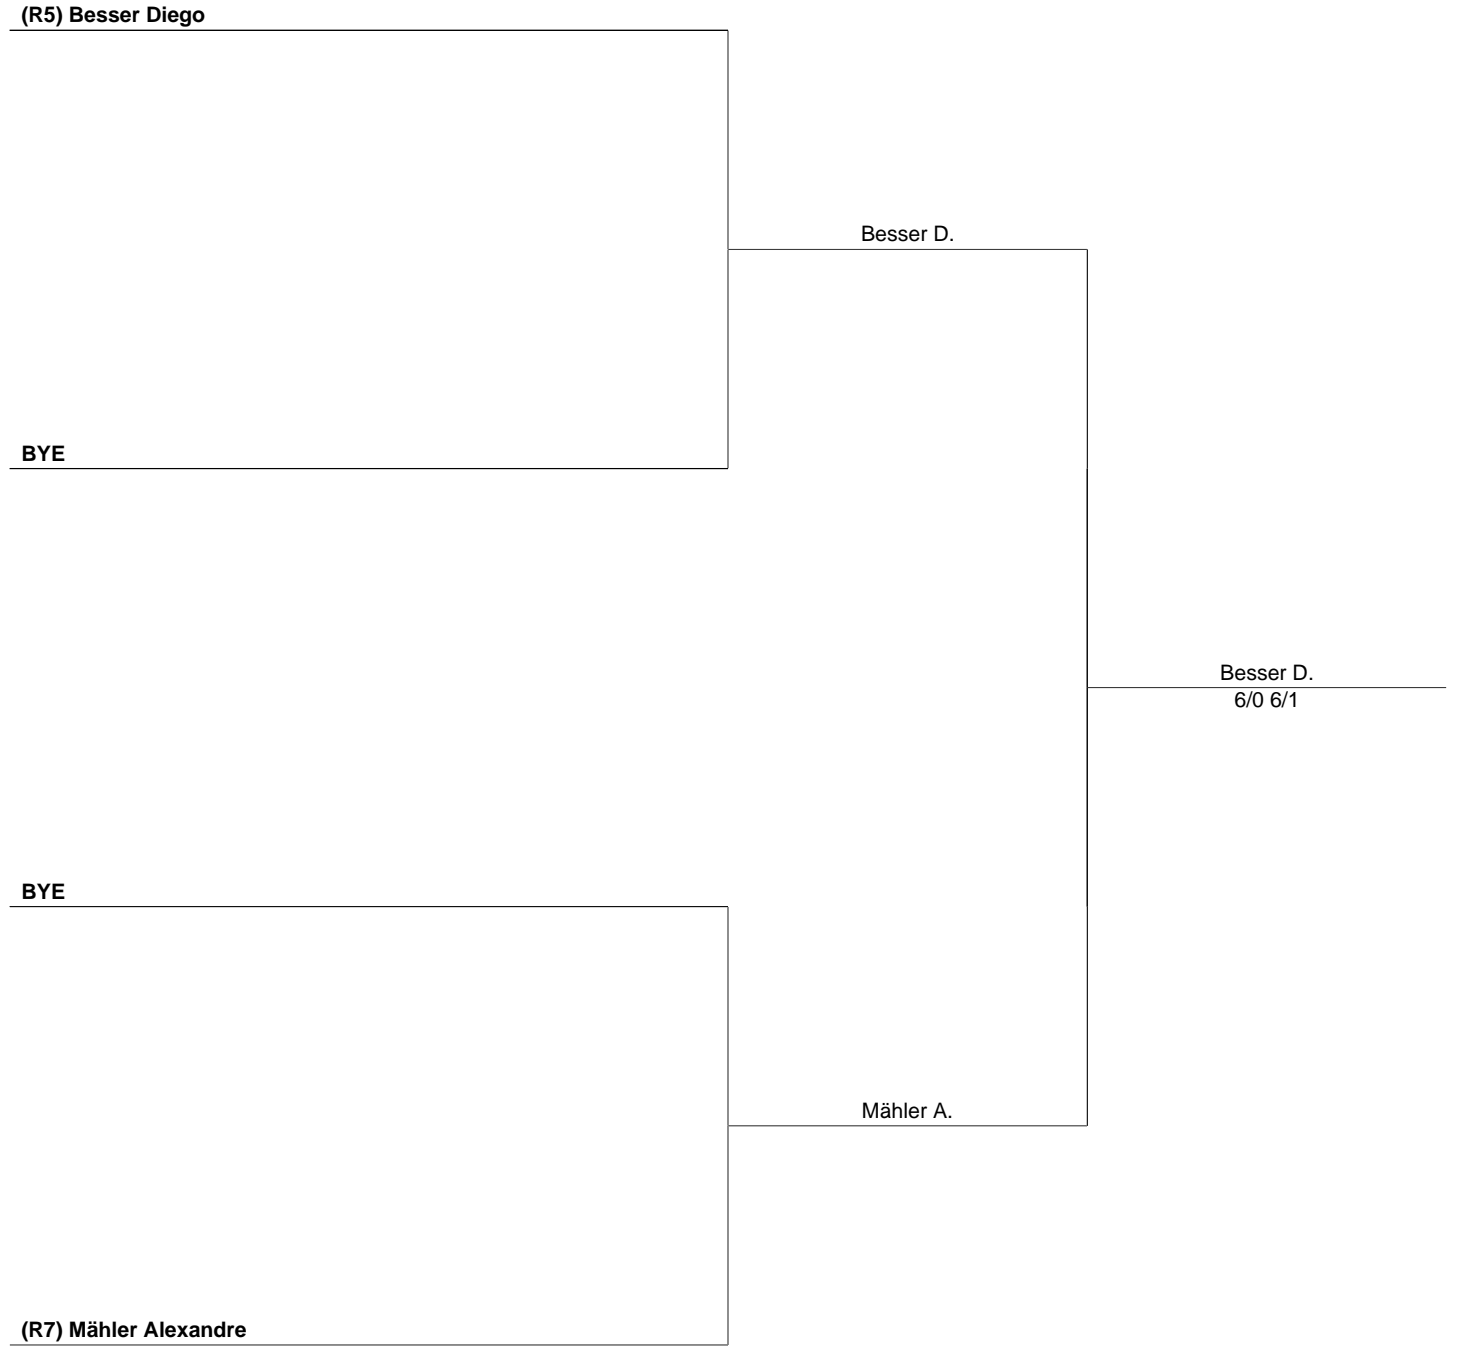 (R5) Besser Diego
Besser D.
BYE
Besser D.
6/0 6/1
BYE
Mähler A.
(R7) Mähler Alexandre